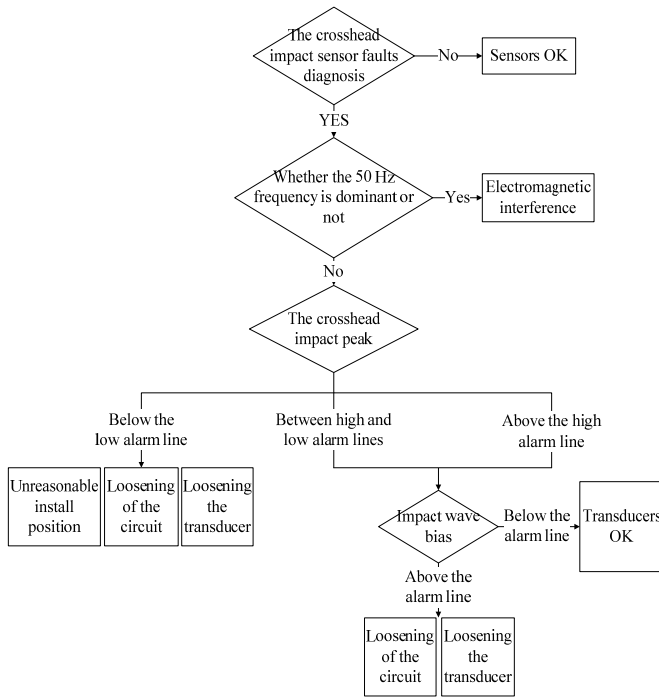 The crosshead
impact sensor faults
diagnosis
No
Sensors OK
YES
Whether the 50 Hz
frequency is dominant or
not
Yes
Electromagnetic
interference
No
The crosshead
impact peak
Below the
low alarm line
Between high and
low alarm lines
Above the high
alarm line
Unreasonable
install
position
Loosening
of the
circuit
Loosening
the
transducer
Impact wave
bias
Below the
alarm line
Transducers
OK
Above the
alarm line
Loosening
of the
circuit
Loosening
the
transducer